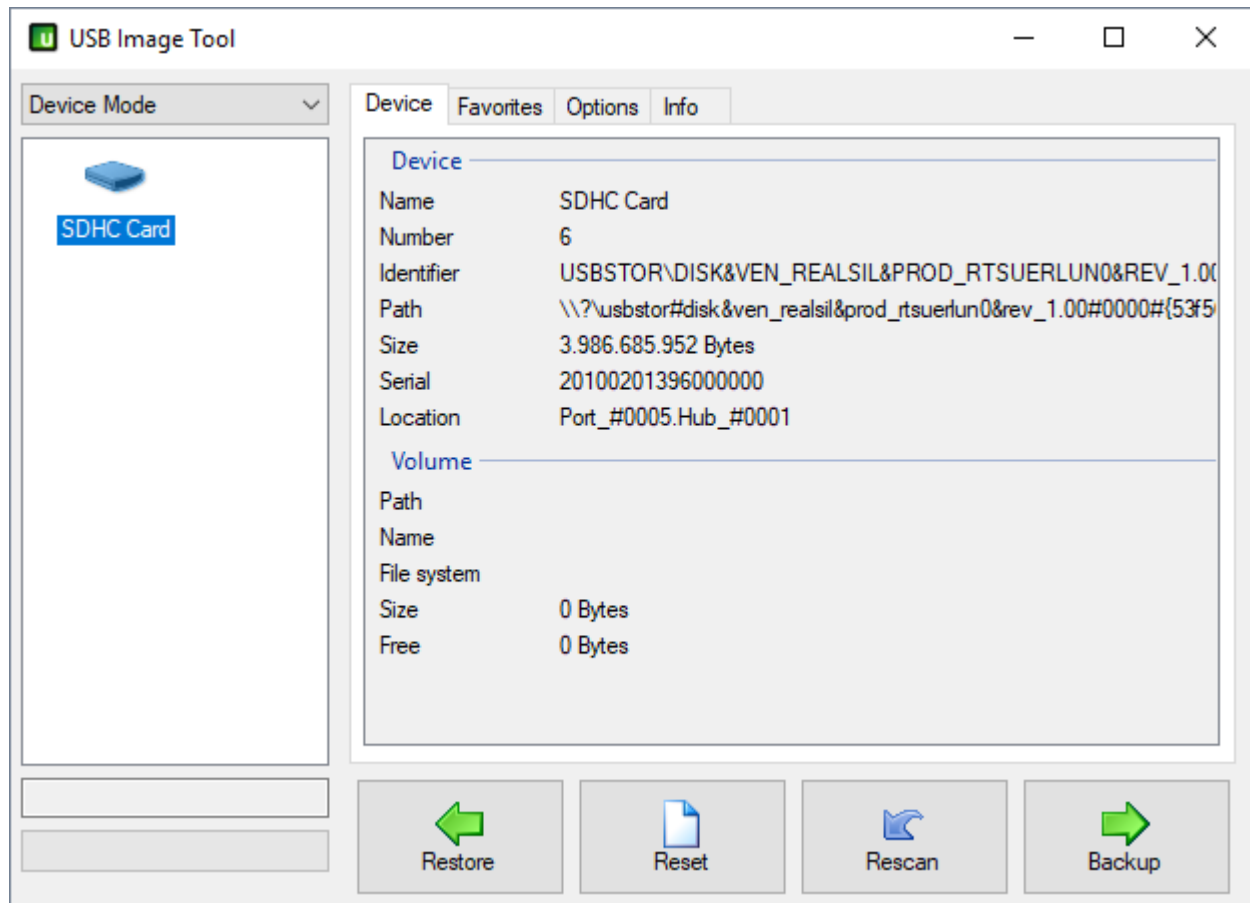 USB Image Tool
Device Mode
SDHC Card
Device Favorites Options Info
Device
Name SDHC Card
Number 6
Identifier USBSTOR\DISK&VEN_REALSIL&PROD_RTSUERLUN0&REV_1.00
Path \\?\usbstor#disk&ven_realsil&prod_rtsuerlun0&rev_1.00#0000#{53f5
Size 3.986.685.952 Bytes
Serial 20100201396000000
Location Port_#0005.Hub_#0001
Volume
Path
Name
File system
Size 0 Bytes
Free 0 Bytes
Restore Reset Rescan Backup